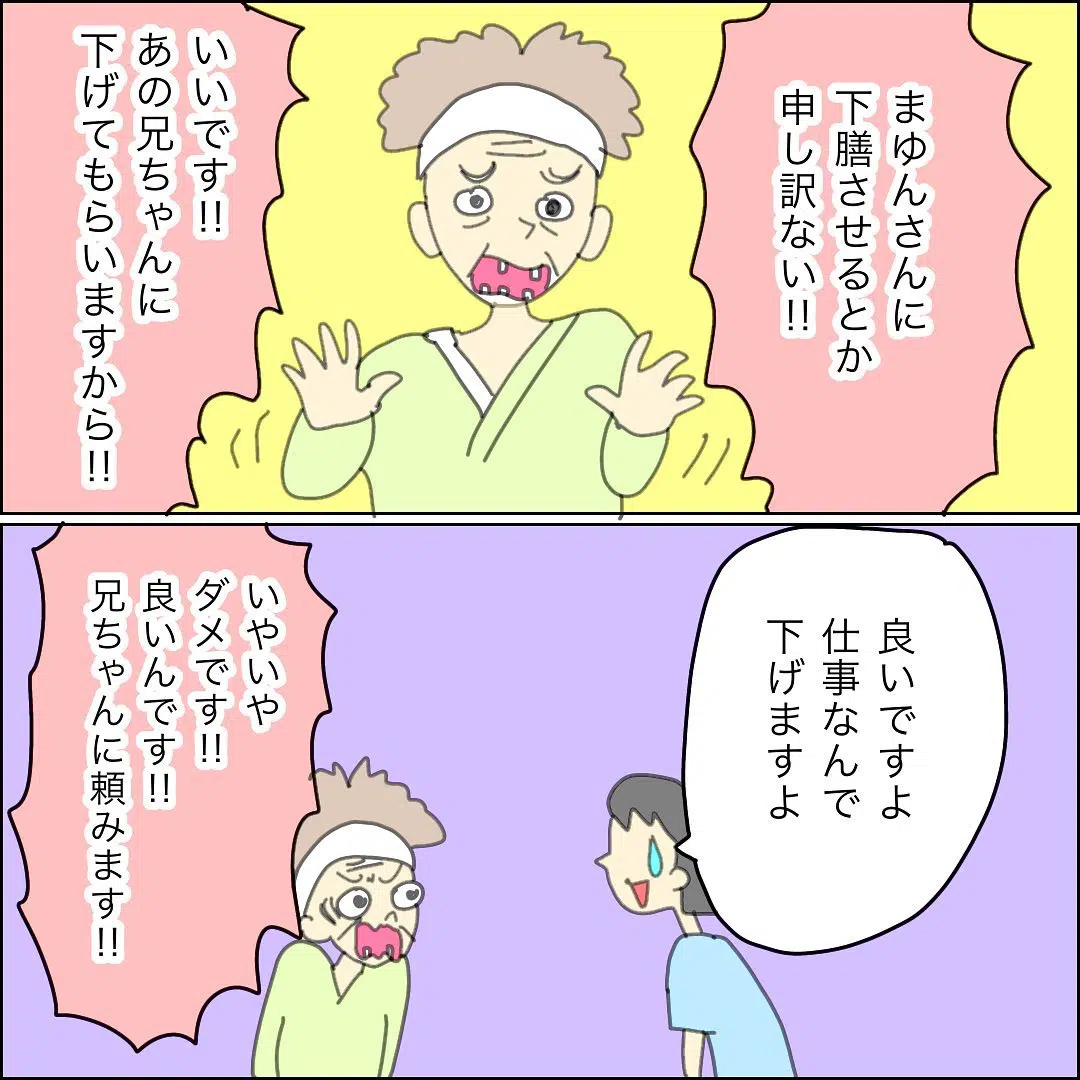 まゆんさんに
下膳させるとか
申し訳ない!!
いいです!!
あの兄ちゃんに
下げてもらいますから!!
良いですよ
仕事なんで
下げますよ
いやいや
ダメです!!
良いんです!!
兄ちゃんに頼みます!!